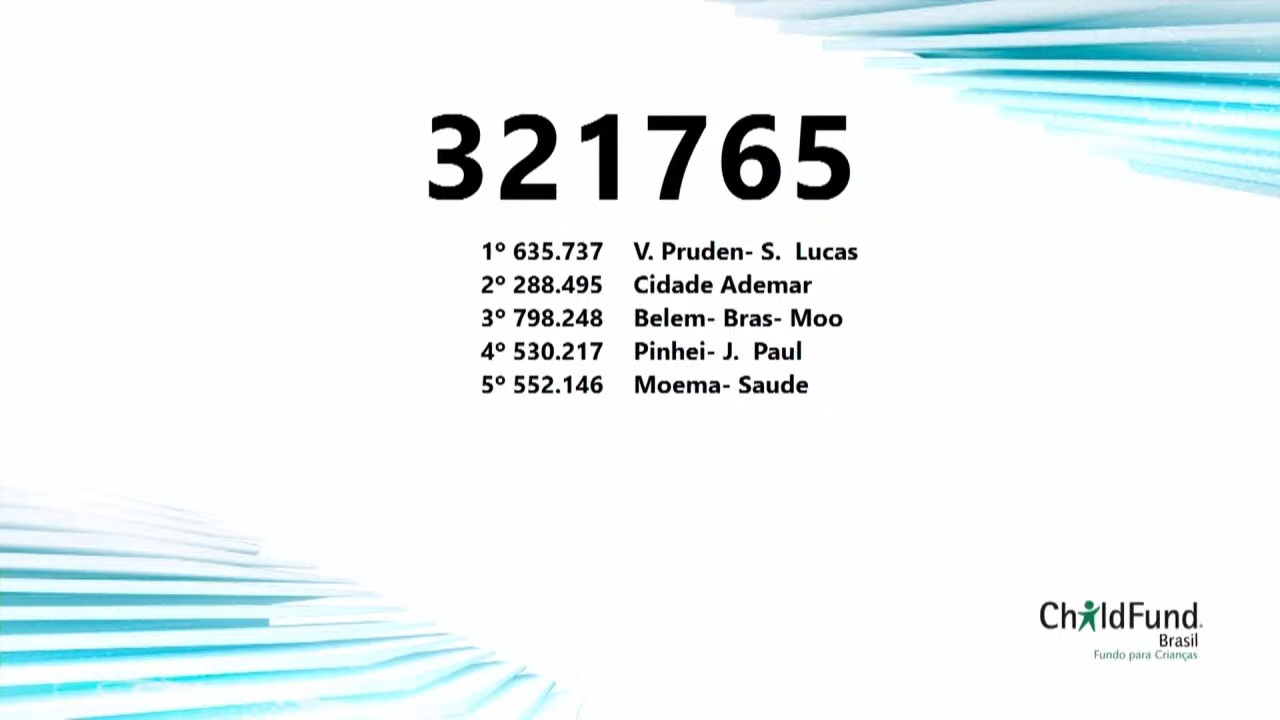 321765
1º 635.737 V. Pruden- S. Lucas
2º 288.495 Cidade Ademar
3º 798.248 Belem- Bras- Moo
4º 530.217 Pinhei- J. Paul
5º 552.146 Moema- Saude
ChildFund
Brasil
Fundo para Crianças